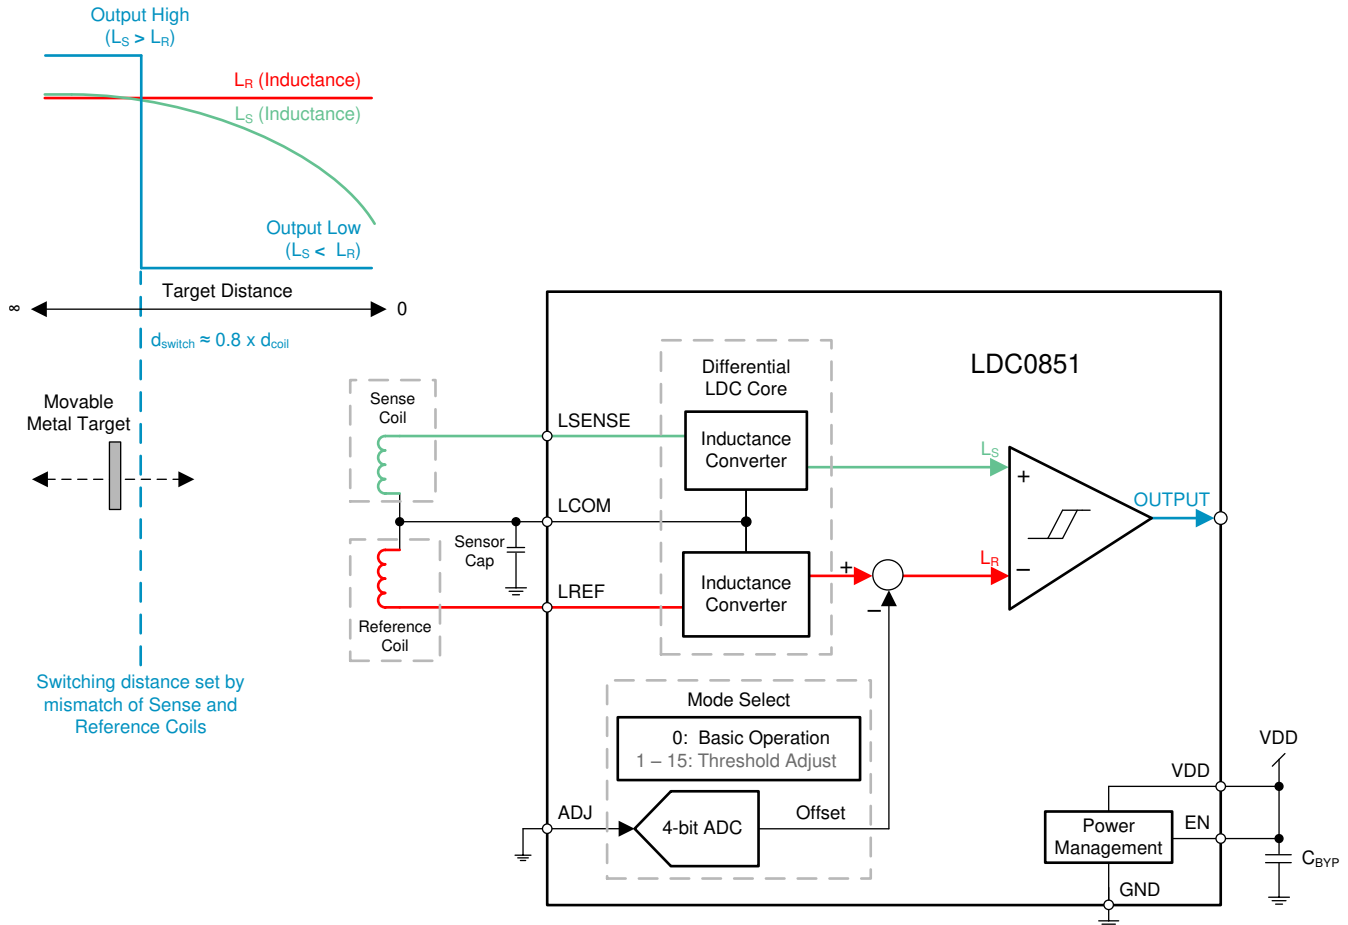 Output High
(LS > LR)
LR (Inductance)
LS (Inductance)
Output Low
(LS < LR)
∞
Target Distance
0
dswitch ≈ 0.8 x dcoil
Movable
Metal Target
Switching distance set by
mismatch of Sense and
Reference Coils
Sense
Coil
Reference
Coil
Sensor
Cap
LSENSE
LCOM
LREF
Differential
LDC Core
Inductance
Converter
Inductance
Converter
LDC0851
LS
+
LR
−
OUTPUT
+
−
Mode Select
0: Basic Operation
1 – 15: Threshold Adjust
ADJ
4-bit ADC
Offset
VDD
VDD
EN
Power
Management
GND
CBYP